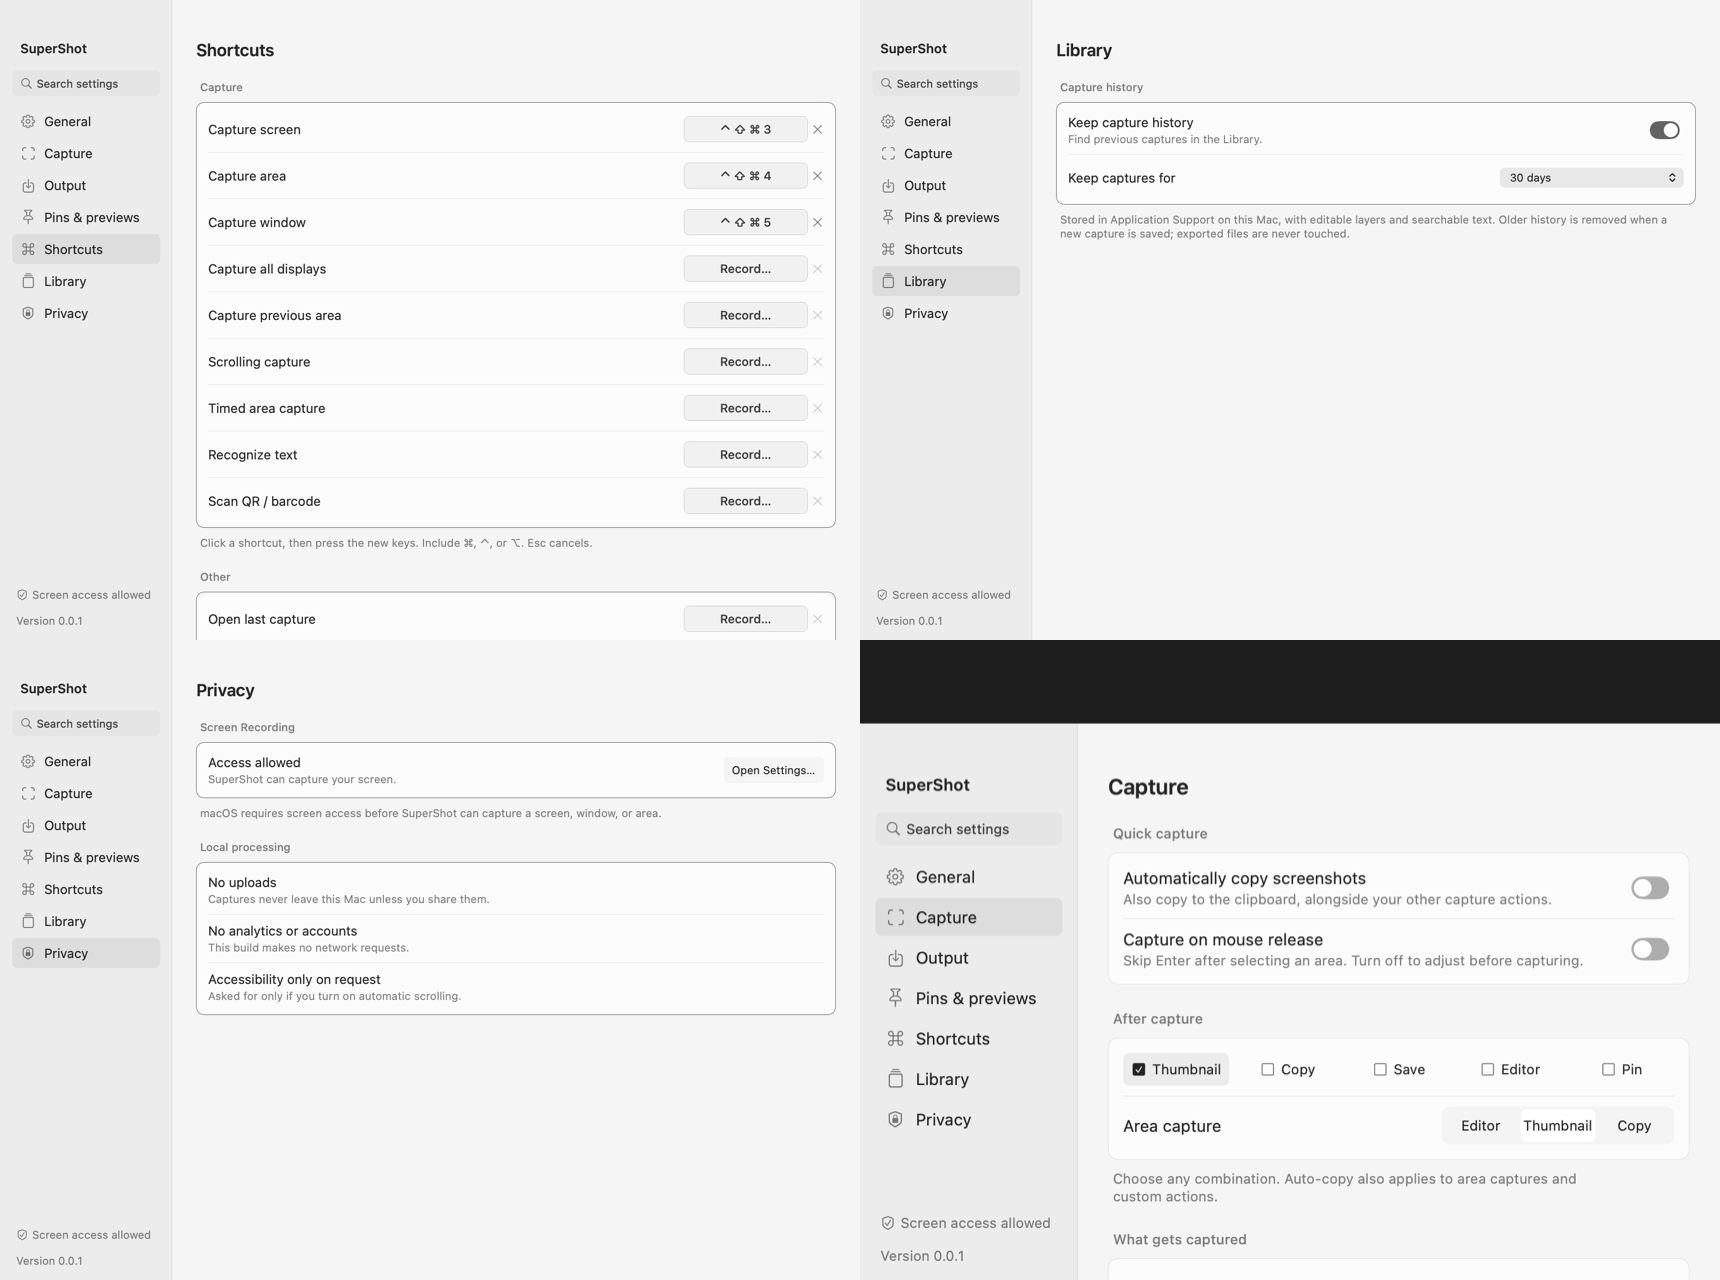 SuperShot
Search settings
General
Capture
Output
Pins & previews
Shortcuts
Library
Privacy
Screen access allowed
Version 0.0.1
Shortcuts
Capture
Capture screen ⌃ ⇧ ⌘ 3
Capture area ⌃ ⇧ ⌘ 4
Capture window ⌃ ⇧ ⌘ 5
Capture all displays Record...
Capture previous area Record...
Scrolling capture Record...
Timed area capture Record...
Recognize text Record...
Scan QR / barcode Record...
Click a shortcut, then press the new keys. Include ⌘, ⌃, or ⌥. Esc cancels.
Other
Open last capture Record...
SuperShot
Search settings
General
Capture
Output
Pins & previews
Shortcuts
Library
Privacy
Screen access allowed
Version 0.0.1
Library
Capture history
Keep capture history
Find previous captures in the Library.
Keep captures for 30 days
Stored in Application Support on this Mac, with editable layers and searchable text. Older history is removed when a
new capture is saved; exported files are never touched.
SuperShot
Search settings
General
Capture
Output
Pins & previews
Shortcuts
Library
Privacy
Screen access allowed
Version 0.0.1
Privacy
Screen Recording
Access allowed
SuperShot can capture your screen.
Open Settings...
macOS requires screen access before SuperShot can capture a screen, window, or area.
Local processing
No uploads
Captures never leave this Mac unless you share them.
No analytics or accounts
This build makes no network requests.
Accessibility only on request
Asked for only if you turn on automatic scrolling.
SuperShot
Search settings
General
Capture
Output
Pins & previews
Shortcuts
Library
Privacy
Screen access allowed
Version 0.0.1
Capture
Quick capture
Automatically copy screenshots
Also copy to the clipboard, alongside your other capture actions.
Capture on mouse release
Skip Enter after selecting an area. Turn off to adjust before capturing.
After capture
Thumbnail Copy Save Editor Pin
Area capture Editor Thumbnail Copy
Choose any combination. Auto-copy also applies to area captures and
custom actions.
What gets captured